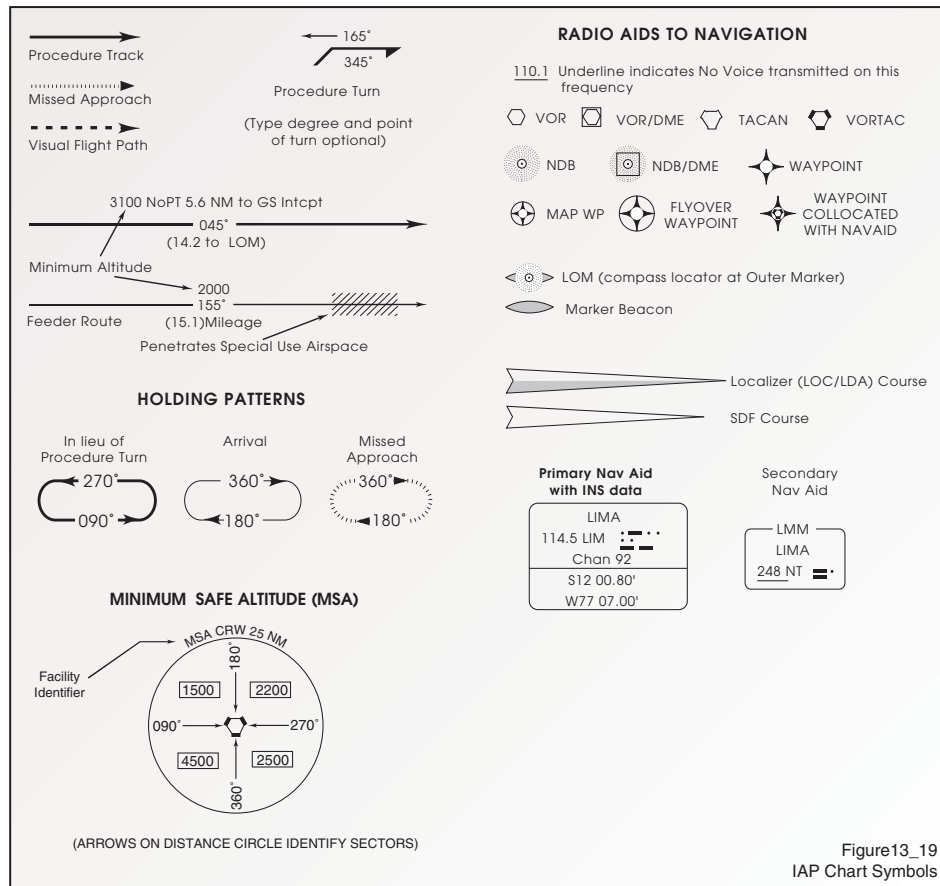 Procedure Track
Missed Approach
Visual Flight Path
165°
345°
Procedure Turn
(Type degree and point
of turn optional)
3100 NoPT 5.6 NM to GS Intcpt
045°
(14.2 to LOM)
Minimum Altitude
2000
155°
Feeder Route
(15.1)Mileage
Penetrates Special Use Airspace
HOLDING PATTERNS
In lieu of
Procedure Turn
270°
090°
Arrival
360°
180°
Missed
Approach
360°
180°
MINIMUM SAFE ALTITUDE (MSA)
MSA CRW 25 NM
Facility
Identifier
180°
1500
2200
090°
270°
4500
2500
360°
(ARROWS ON DISTANCE CIRCLE IDENTIFY SECTORS)
RADIO AIDS TO NAVIGATION
110.1 Underline indicates No Voice transmitted on this
frequency
VOR
VOR/DME
TACAN
VORTAC
NDB
NDB/DME
WAYPOINT
MAP WP
FLYOVER
WAYPOINT
WAYPOINT
COLLOCATED
WITH NAVAID
LOM (compass locator at Outer Marker)
Marker Beacon
Localizer (LOC/LDA) Course
SDF Course
Primary Nav Aid
with INS data
LIMA
114.5 LIM
Chan 92
S12 00.80'
W77 07.00'
Secondary
Nav Aid
LMM
LIMA
248 NT
Figure13_19
IAP Chart Symbols